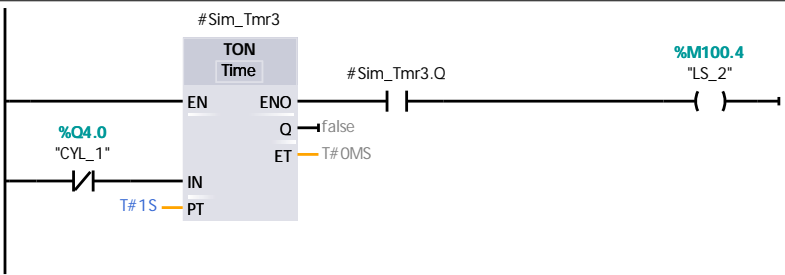 #Sim_Tmr3
TON
Time
#Sim_Tmr3.Q
%M100.4
"LS_2"
EN
ENO
Q
false
%Q4.0
"CYL_1"
ET
T#0MS
IN
T#1S
PT